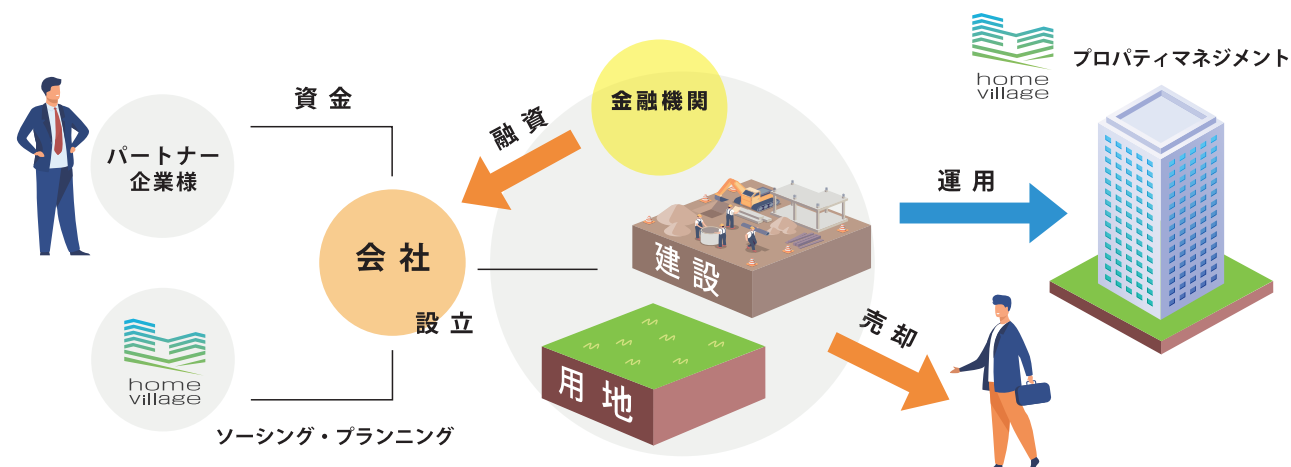 パートナー
企業様
資金
会社
設立
home
village
ソーシング・プランニング
融資
金融機関
建設
用地
運用
売却
home
village
プロパティマネジメント